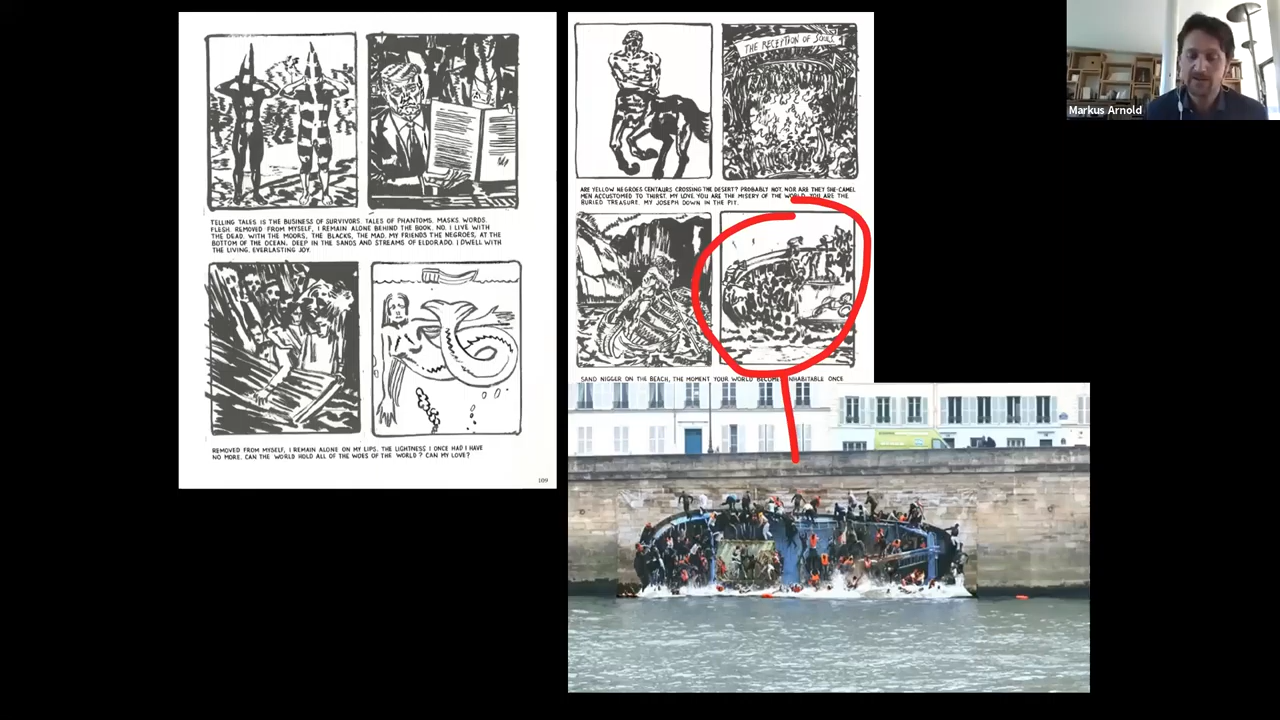 TELLING TALES IS THE BUSINESS OF SURVIVORS. TALES OF PHANTOMS. MASKS. WORDS.
FLESH. REMOVED FROM MYSELF, I REMAIN ALONE BEHIND THE BOOK. NO. I LIVE WITH
THE DEAD. WITH THE MOORS, THE BLACKS, THE MAD. MY FRIENDS THE NEGROES, AT THE
BOTTOM OF THE OCEAN. DEEP IN THE SANDS AND STREAMS OF ELDORADO. I DWELL WITH
THE LIVING. EVERLASTING JOY.
REMOVED FROM MYSELF, I REMAIN ALONE ON MY LIPS. THE LIGHTNESS I ONCE HAD I HAVE
NO MORE. CAN THE WORLD HOLD ALL OF THE WOES OF THE WORLD? CAN MY LOVE?
109
THE RECEPTION OF SOULS
ARE YELLOW NEGROES CENTAURS CROSSING THE DESERT? PROBABLY NOT. NOR ARE THEY SHE-CAMEL
MEN ACCUSTOMED TO THIRST. MY LOVE, YOU ARE THE MISERY OF THE WORLD. YOU ARE THE
BURIED TREASURE. MY JOSEPH DOWN IN THE PIT.
SAND NIGGER ON THE BEACH, THE MOMENT YOUR WORLD BECOMES INHABITABLE ONCE
Markus Arnold